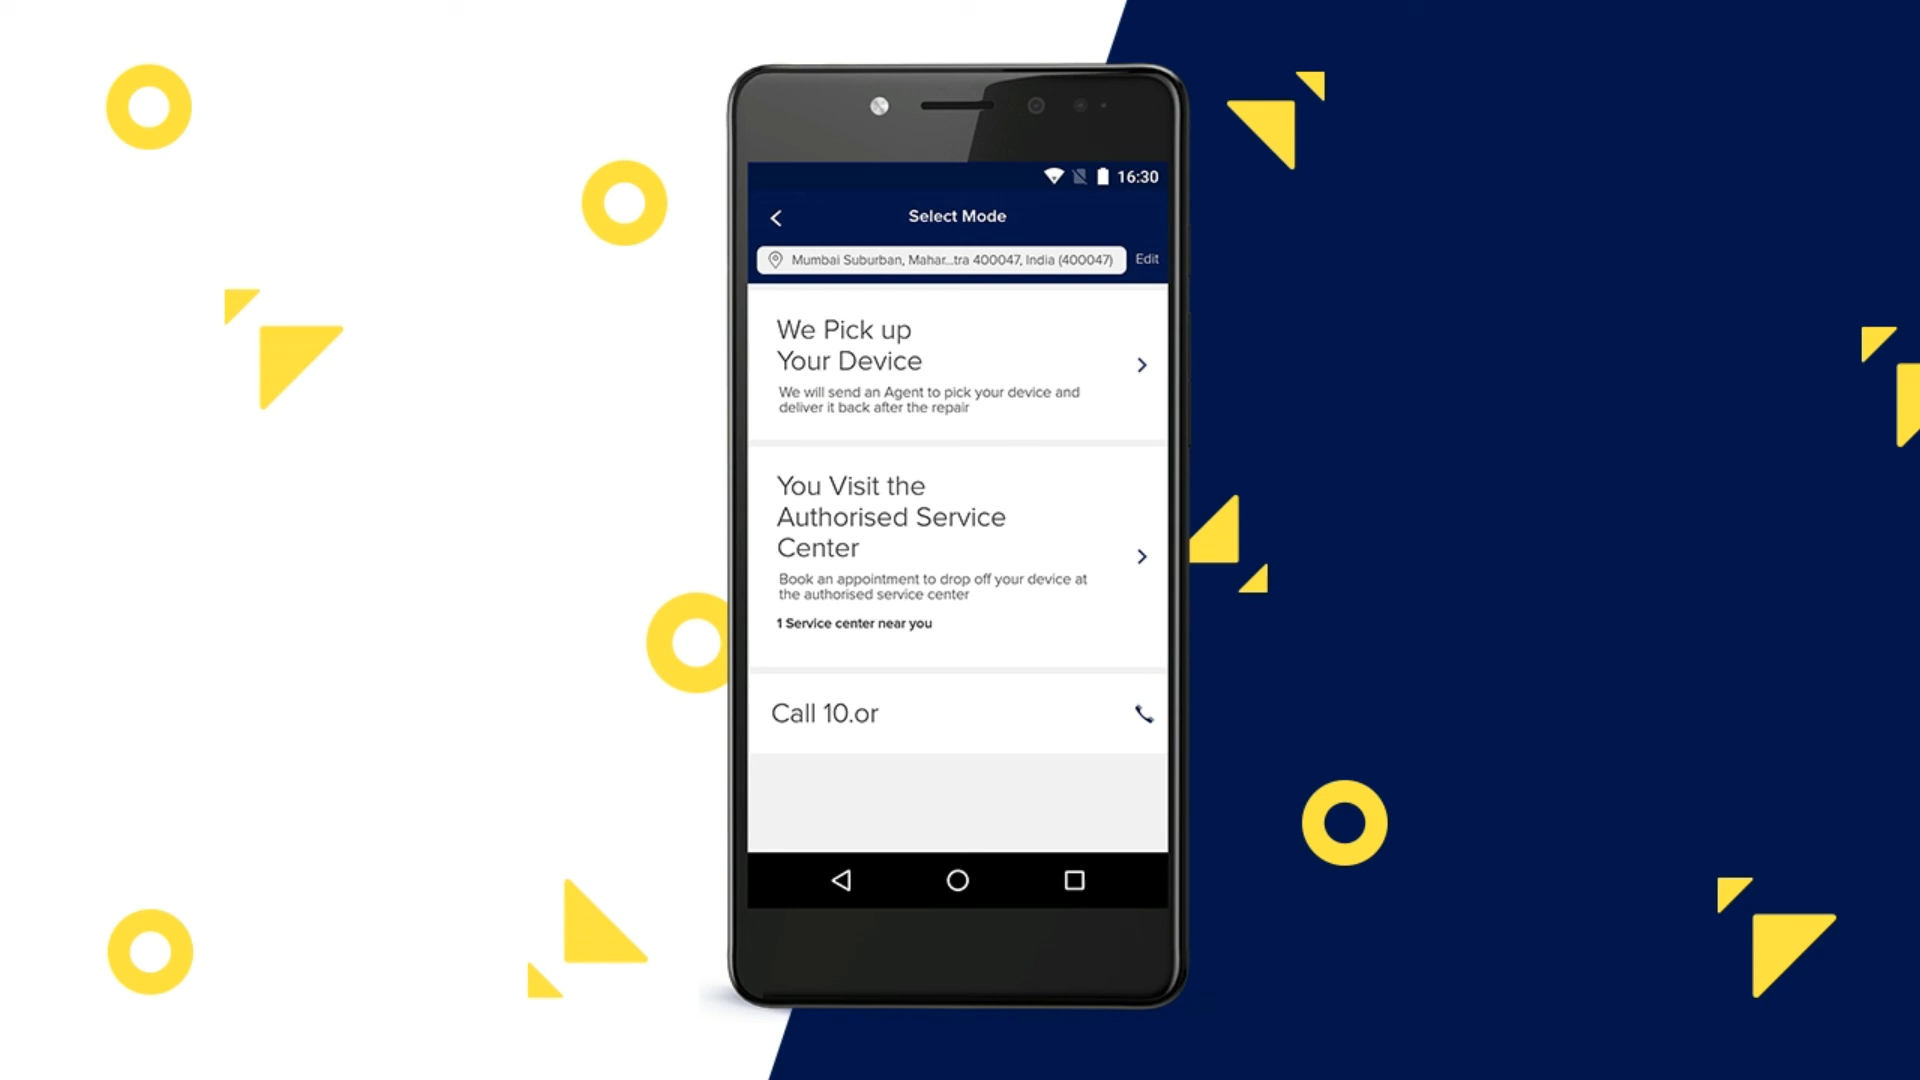 16:30
Select Mode
Mumbai Suburban, Mahar...tra 400047, India (400047)
Edit
We Pick up
Your Device
We will send an Agent to pick your device and
deliver it back after the repair
You Visit the
Authorised Service
Center
Book an appointment to drop off your device at
the authorised service center
1 Service center near you
Call 10.or